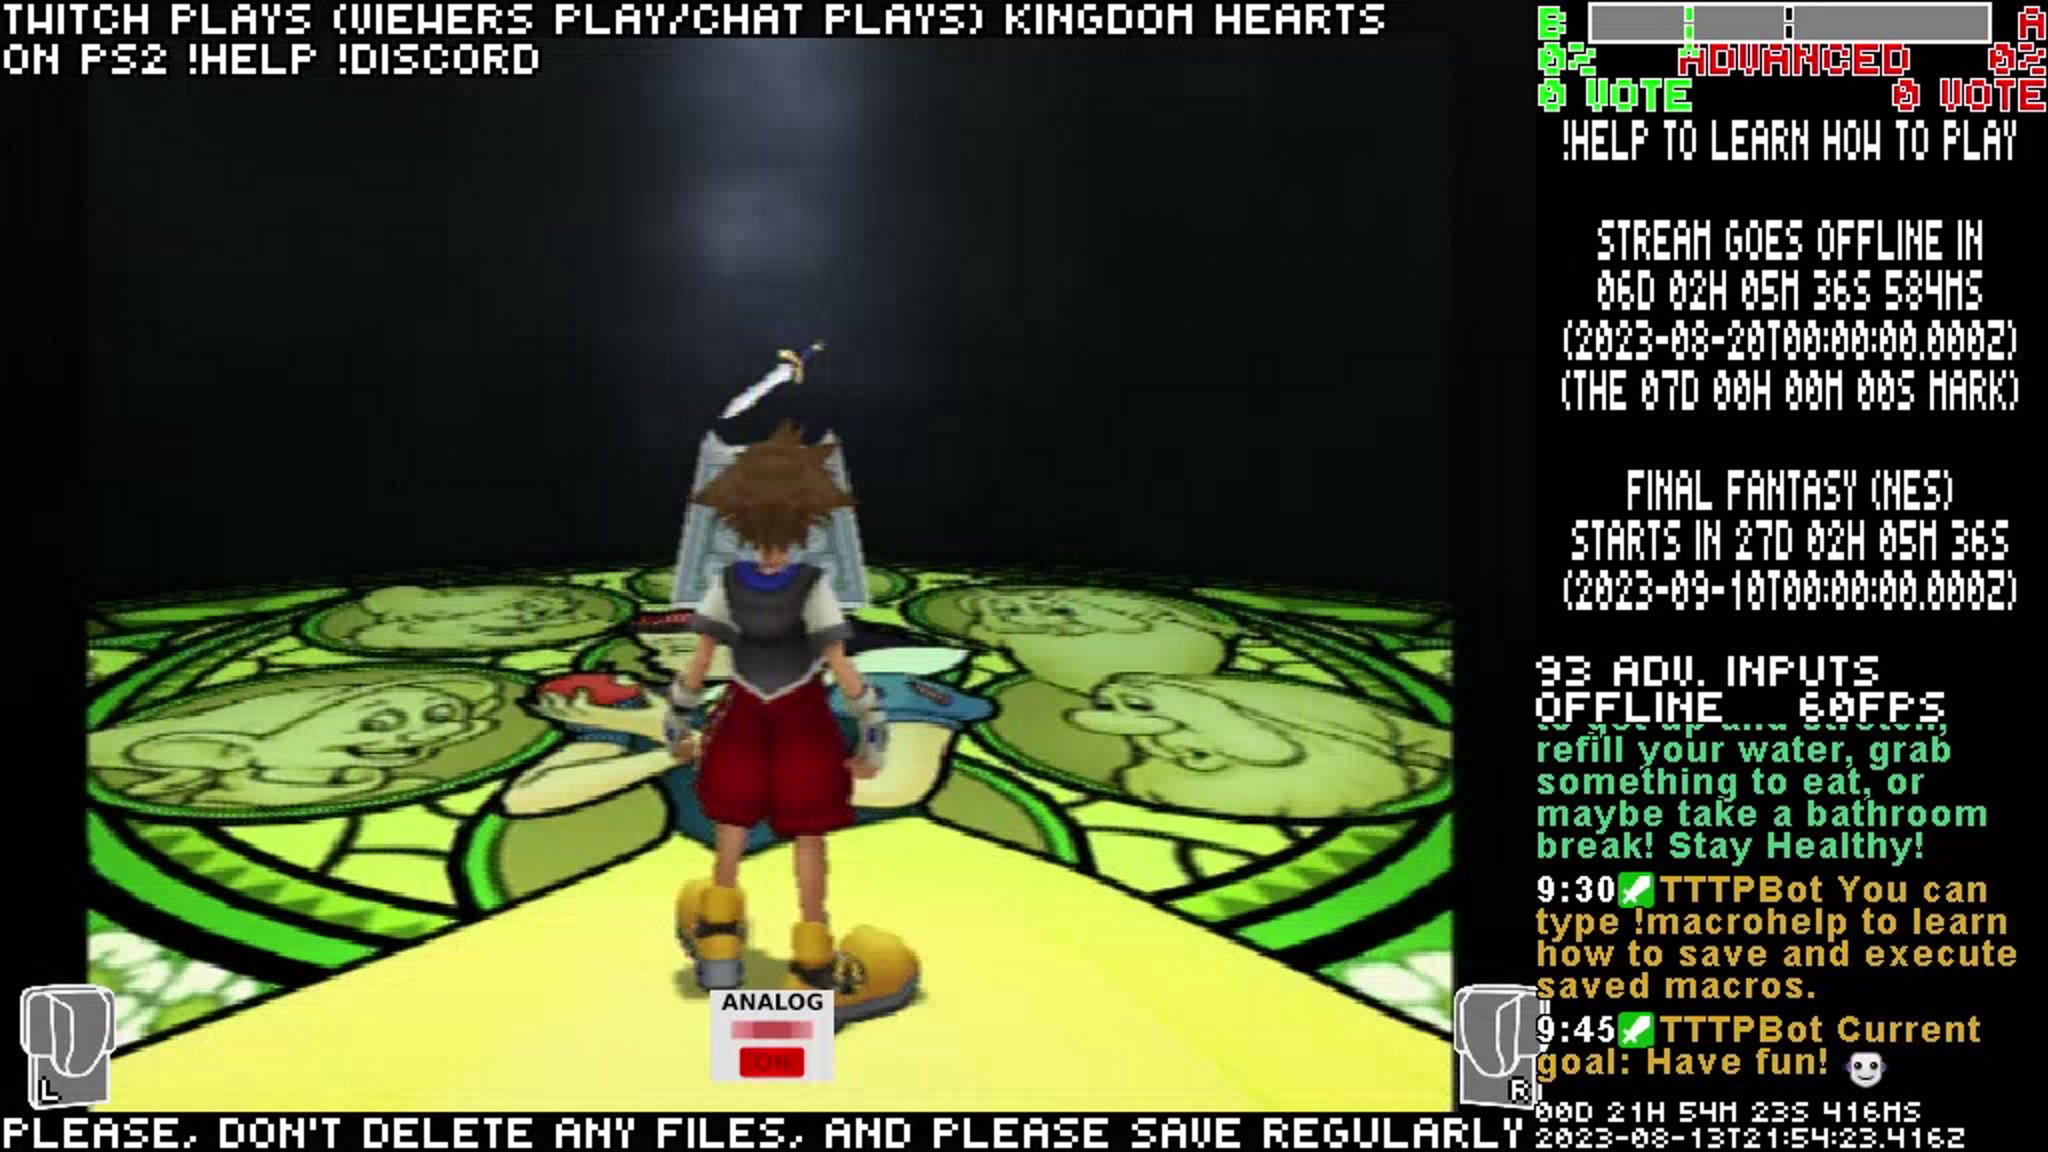 TWITCH PLAYS (VIEWERS PLAY/CHAT PLAYS) KINGDOM HEARTS
ON PS2 !HELP !DISCORD
B A
0% ADVANCED 0%
0 VOTE 0 VOTE
!HELP TO LEARN HOW TO PLAY
STREAM GOES OFFLINE IN
06D 02H 05M 36S 584MS
(2023-08-20T00:00:00.000Z)
(THE 07D 00H 00M 00S MARK)
FINAL FANTASY (NES)
STARTS IN 27D 02H 05M 36S
(2023-09-10T00:00:00.000Z)
93 ADV. INPUTS
OFFLINE 60FPS
to get up and stretch,
refill your water, grab
something to eat, or
maybe take a bathroom
break! Stay Healthy!
9:30 TTTPBot You can
type !macrohelp to learn
how to save and execute
saved macros.
9:45 TTTPBot Current
goal: Have fun!
ANALOG
ON
L
R
00D 21H 54M 23S 416MS
2023-08-13T21:54:23.416Z
PLEASE, DON'T DELETE ANY FILES, AND PLEASE SAVE REGULARLY